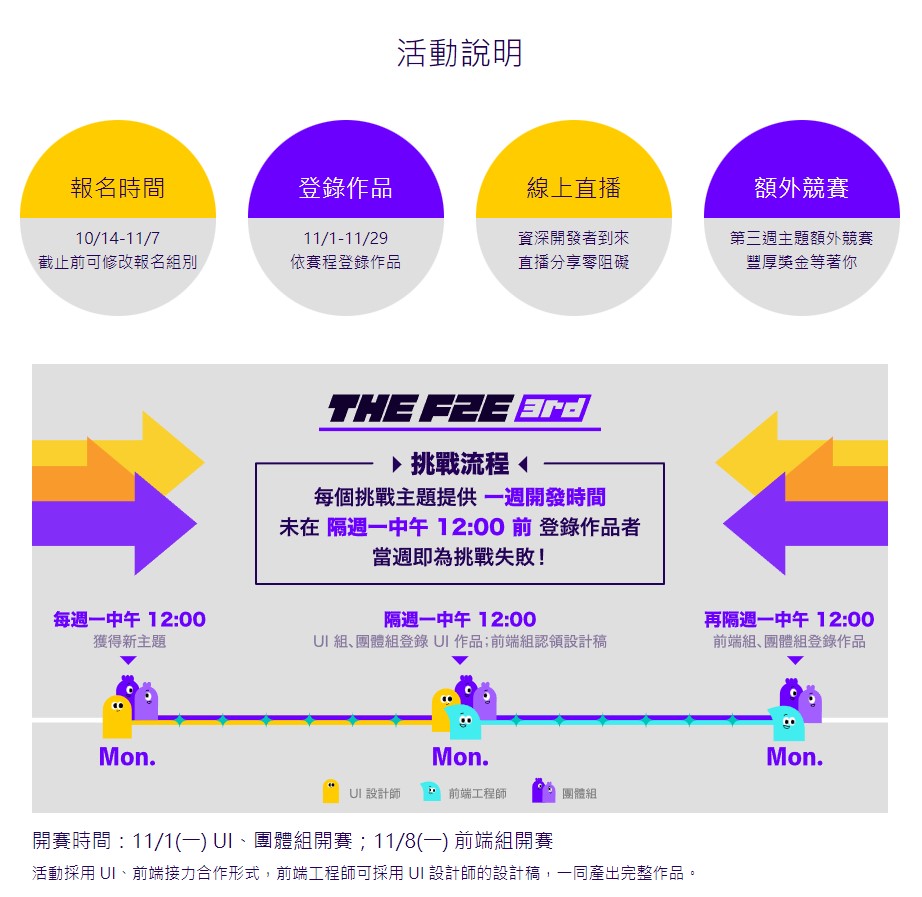 活動說明
報名時間
10/14-11/7
截止前可修改報名組別
登錄作品
11/1-11/29
依賽程登錄作品
線上直播
資深開發者到來
直播分享零阻礙
額外競賽
第三週主題額外競賽
豐厚獎金等著你
THE F2E 3rd
挑戰流程
每個挑戰主題提供 一週開發時間
未在 隔週一中午 12:00 前 登錄作品者
當週即為挑戰失敗!
每週一中午 12:00
獲得新主題
隔週一中午 12:00
UI 組、團體組登錄 UI 作品;前端組認領設計稿
再隔週一中午 12:00
前端組、團體組登錄作品
Mon.
Mon.
Mon.
UI 設計師
前端工程師
團體組
開賽時間:11/1(一) UI、團體組開賽;11/8(一) 前端組開賽
活動採用 UI、前端接力合作形式,前端工程師可採用 UI 設計師的設計稿,一同產出完整作品。